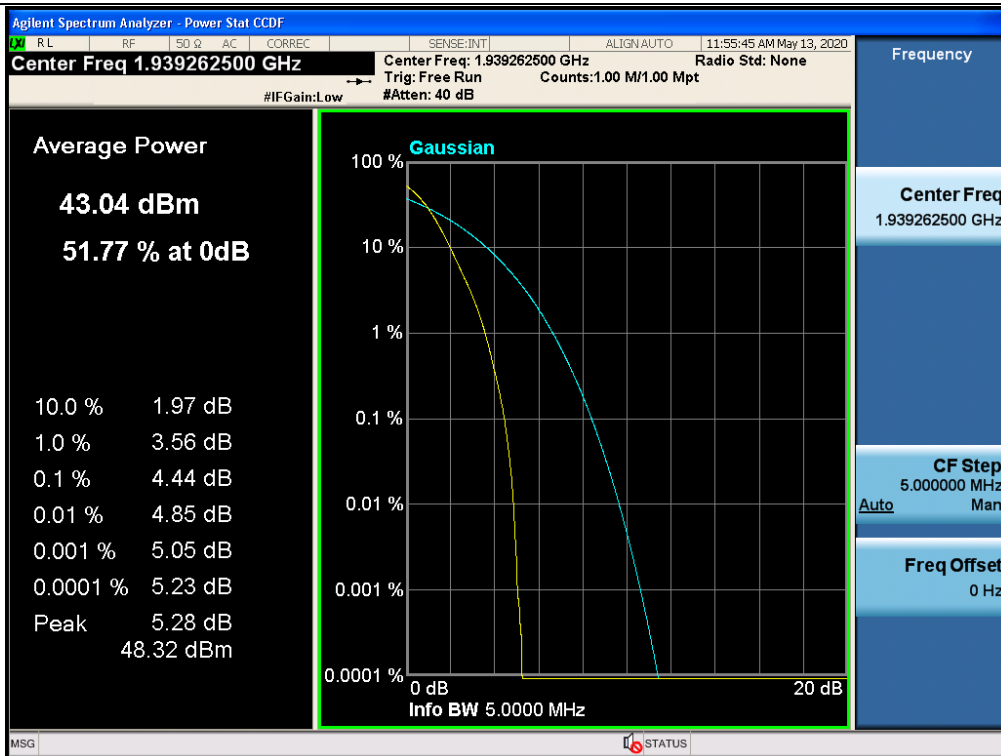 Agilent Spectrum Analyzer - Power Stat CCDF
LXI RL RF 50 Ω AC CORREC SENSE:INT ALIGN AUTO 11:55:45 AM May 13, 2020
Center Freq 1.939262500 GHz
Center Freq: 1.939262500 GHz Radio Std: None
Trig: Free Run Counts:1.00 M/1.00 Mpt
#IFGain:Low #Atten: 40 dB
Frequency
Average Power
43.04 dBm
51.77 % at 0dB
10.0 % 1.97 dB
1.0 % 3.56 dB
0.1 % 4.44 dB
0.01 % 4.85 dB
0.001 % 5.05 dB
0.0001 % 5.23 dB
Peak 5.28 dB
48.32 dBm
Gaussian
100 %
10 %
1 %
0.1 %
0.01 %
0.001 %
0.0001 %
0 dB 20 dB
Info BW 5.0000 MHz
Center Freq
1.939262500 GHz
CF Step
5.000000 MHz
Auto Man
Freq Offset
0 Hz
MSG STATUS